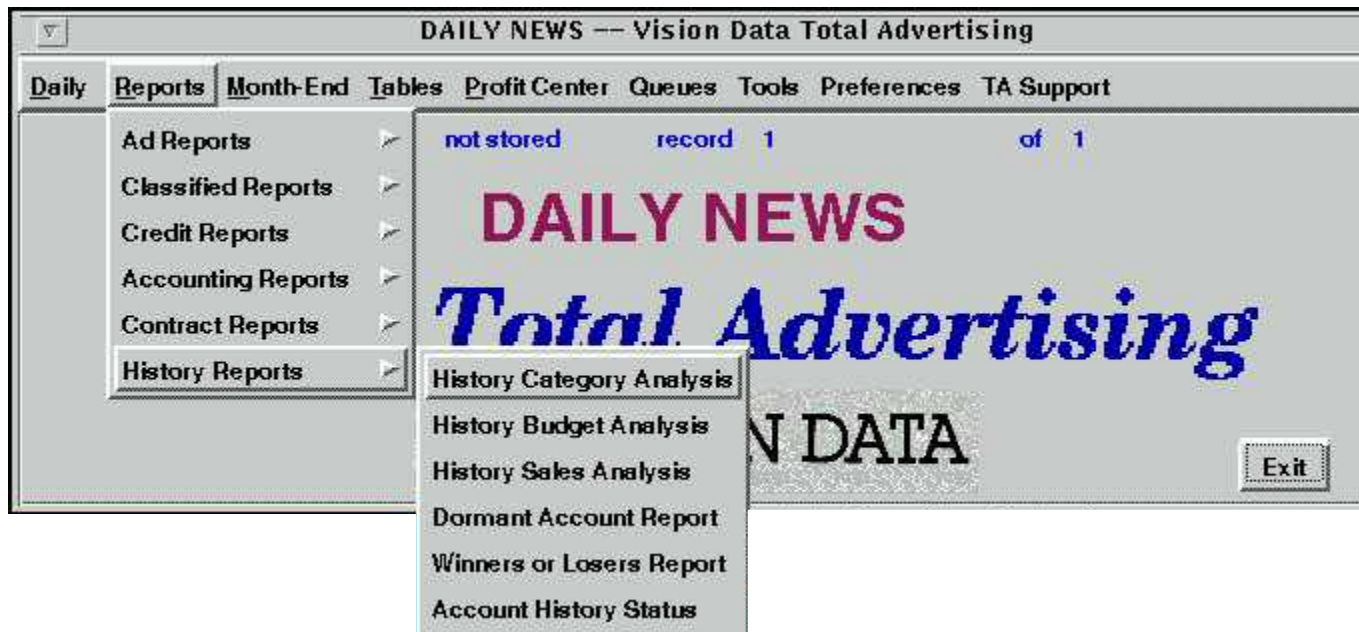 DAILY NEWS -- Vision Data Total Advertising
Daily Reports Month-End Tables Profit Center Queues Tools Preferences TA Support
not stored record 1 of 1
Ad Reports
Classified Reports
Credit Reports
Accounting Reports
Contract Reports
History Reports
DAILY NEWS
Total Advertising
N DATA
Exit
History Category Analysis
History Budget Analysis
History Sales Analysis
Dormant Account Report
Winners or Losers Report
Account History Status